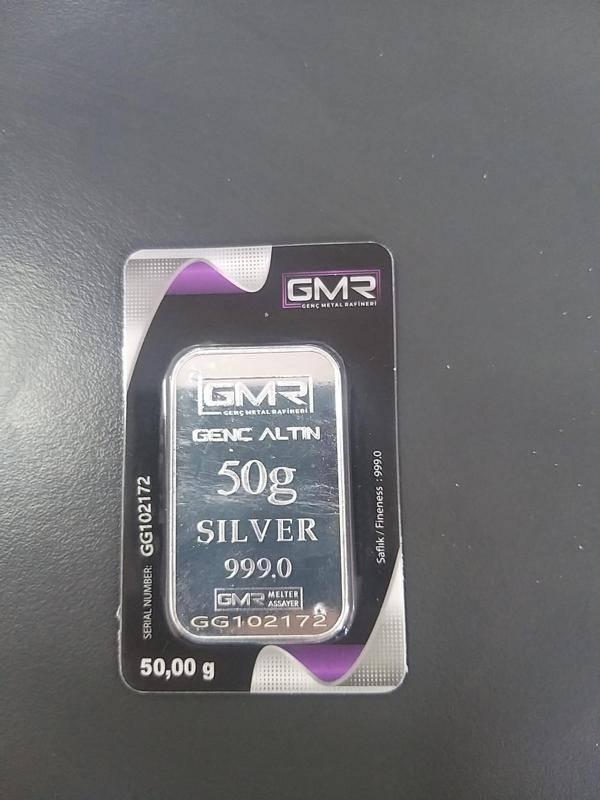 GMR
GENÇ METAL RAFİNERİ
GMR
GENÇ METAL RAFİNERİ
GENC ALTIN
50g
SILVER
999.0
GMR MELTER
ASSAYER
GG102172
SERIAL NUMBER: GG102172
Saflık / Fineness : 999.0
50,00 g